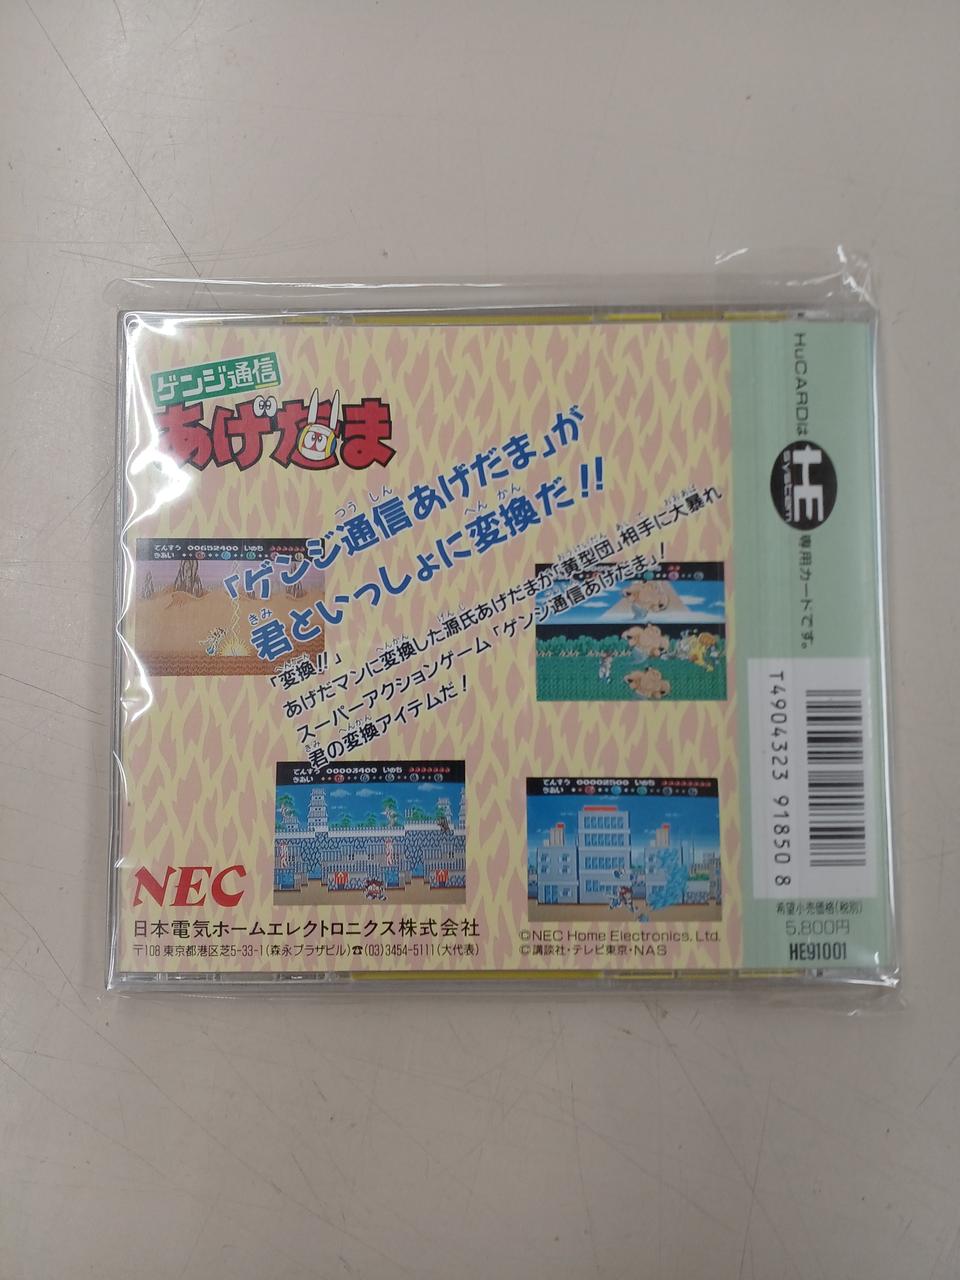 ゲンジ通信
あげだま
「ゲンジ通信あげだま」が
君といっしょに変換だ!!
「変換!!」
あげだマンに変換した源氏あげだまが「黄型団」相手に大暴れ
スーパーアクションゲーム「ゲンジ通信あげだま」!
君の変換アイテムだ!
てんすう 00652400 いのち
きあい
てんすう 00003400 いのち
きあい
てんすう 00002500 いのち
きあい
NEC
日本電気ホームエレクトロニクス株式会社
〒108 東京都港区芝5-33-1(森永プラザビル)☎(03)3454-5111(大代表)
©NEC Home Electronics, Ltd.
©講談社・テレビ東京・NAS
HuCARDは HE SYSTEM 専用カードです。
T4904323 91850 8
希望小売価格(税別)
5,800円
HE91001